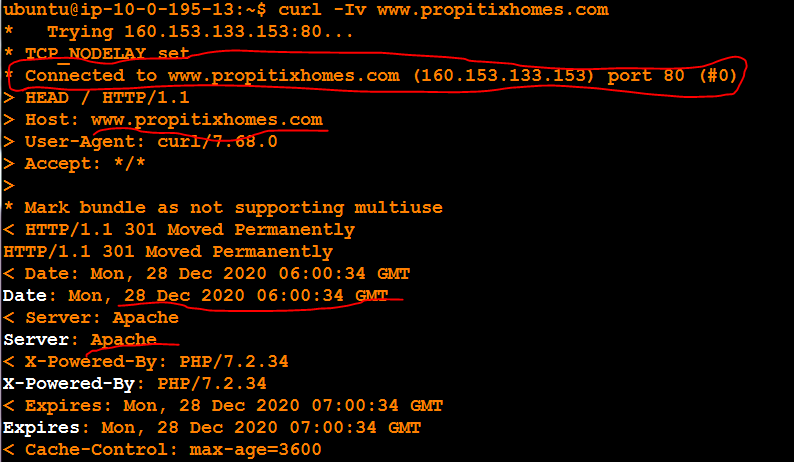 ubuntu@ip-10-0-195-13:~$ curl -Iv www.propitixhomes.com
*   Trying 160.153.133.153:80...
* TCP_NODELAY set
* Connected to www.propitixhomes.com (160.153.133.153) port 80 (#0)
> HEAD / HTTP/1.1
> Host: www.propitixhomes.com
> User-Agent: curl/7.68.0
> Accept: */*
>
* Mark bundle as not supporting multiuse
< HTTP/1.1 301 Moved Permanently
HTTP/1.1 301 Moved Permanently
< Date: Mon, 28 Dec 2020 06:00:34 GMT
Date: Mon, 28 Dec 2020 06:00:34 GMT
< Server: Apache
Server: Apache
< X-Powered-By: PHP/7.2.34
X-Powered-By: PHP/7.2.34
< Expires: Mon, 28 Dec 2020 07:00:34 GMT
Expires: Mon, 28 Dec 2020 07:00:34 GMT
< Cache-Control: max-age=3600